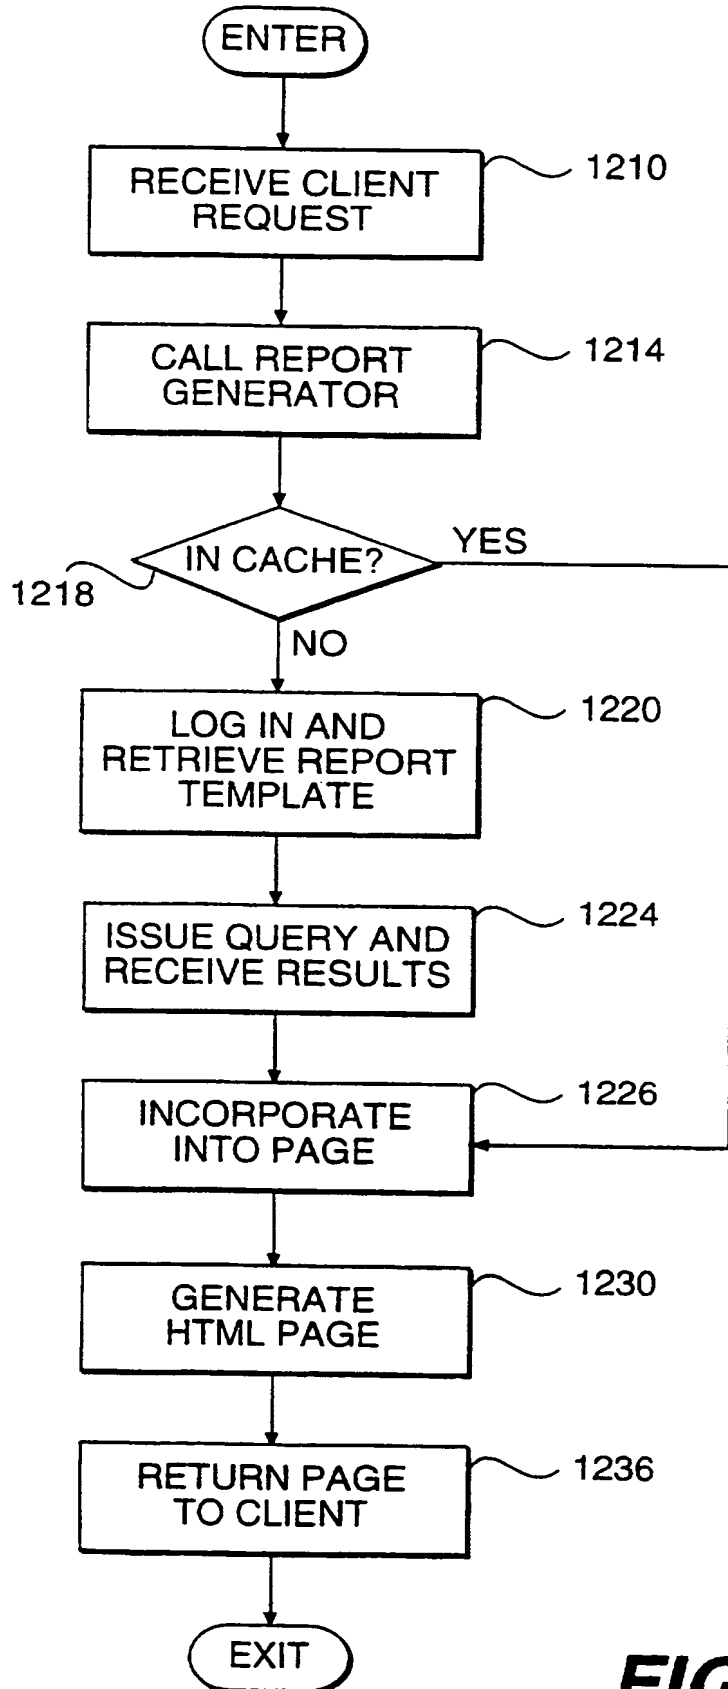 ENTER
RECEIVE CLIENT
REQUEST
1210
CALL REPORT
GENERATOR
1214
IN CACHE?
YES
1218
NO
LOG IN AND
RETRIEVE REPORT
TEMPLATE
1220
ISSUE QUERY AND
RECEIVE RESULTS
1224
INCORPORATE
INTO PAGE
1226
GENERATE
HTML PAGE
1230
RETURN PAGE
TO CLIENT
1236
EXIT
FIG